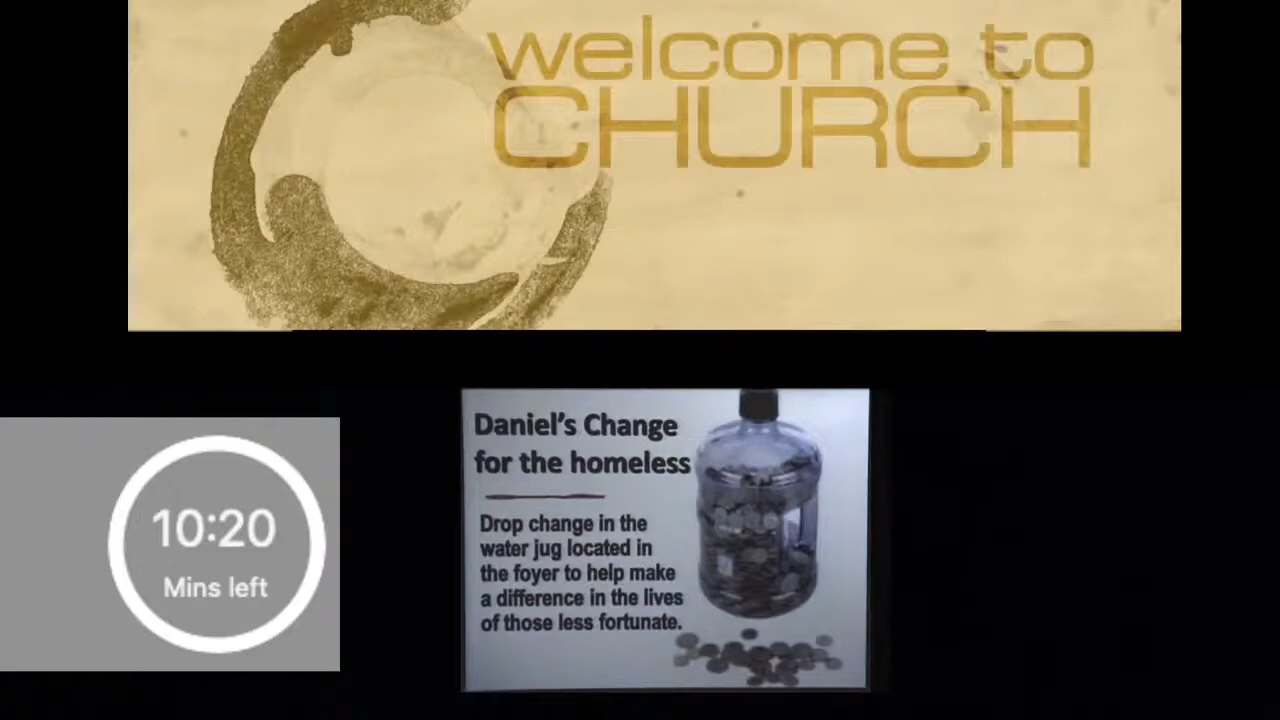 welcome to
CHURCH
10:20
Mins left
Daniel's Change
for the homeless
Drop change in the
water jug located in
the foyer to help make
a difference in the lives
of those less fortunate.